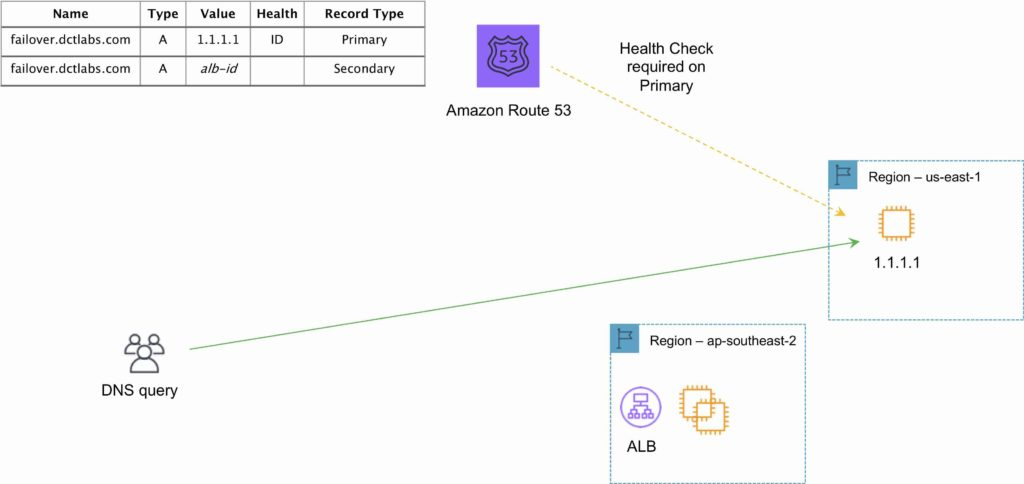 Name Type Value Health Record Type
failover.dctlabs.com A 1.1.1.1 ID Primary
failover.dctlabs.com A alb-id Secondary
53
Amazon Route 53
Health Check
required on
Primary
Region – us-east-1
1.1.1.1
DNS query
Region – ap-southeast-2
ALB